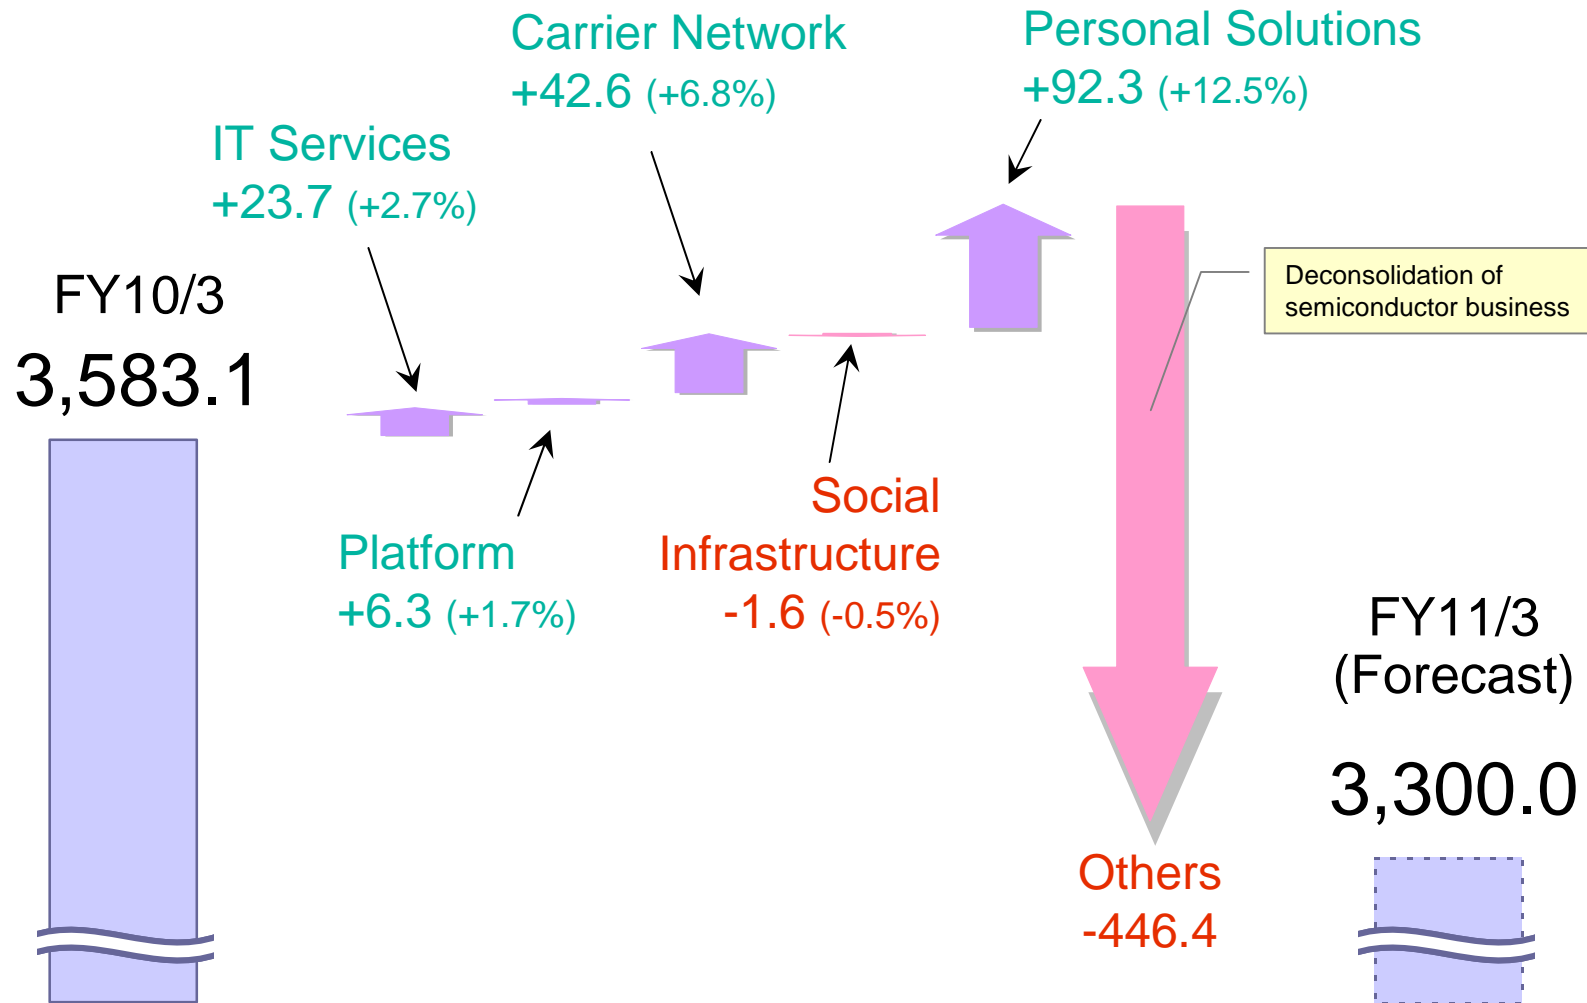 Carrier Network
+42.6 (+6.8%)
Personal Solutions
+92.3 (+12.5%)
IT Services
+23.7 (+2.7%)
FY10/3
3,583.1
Deconsolidation of
semiconductor business
Platform
+6.3 (+1.7%)
Social
Infrastructure
-1.6 (-0.5%)
FY11/3
(Forecast)
3,300.0
Others
-446.4